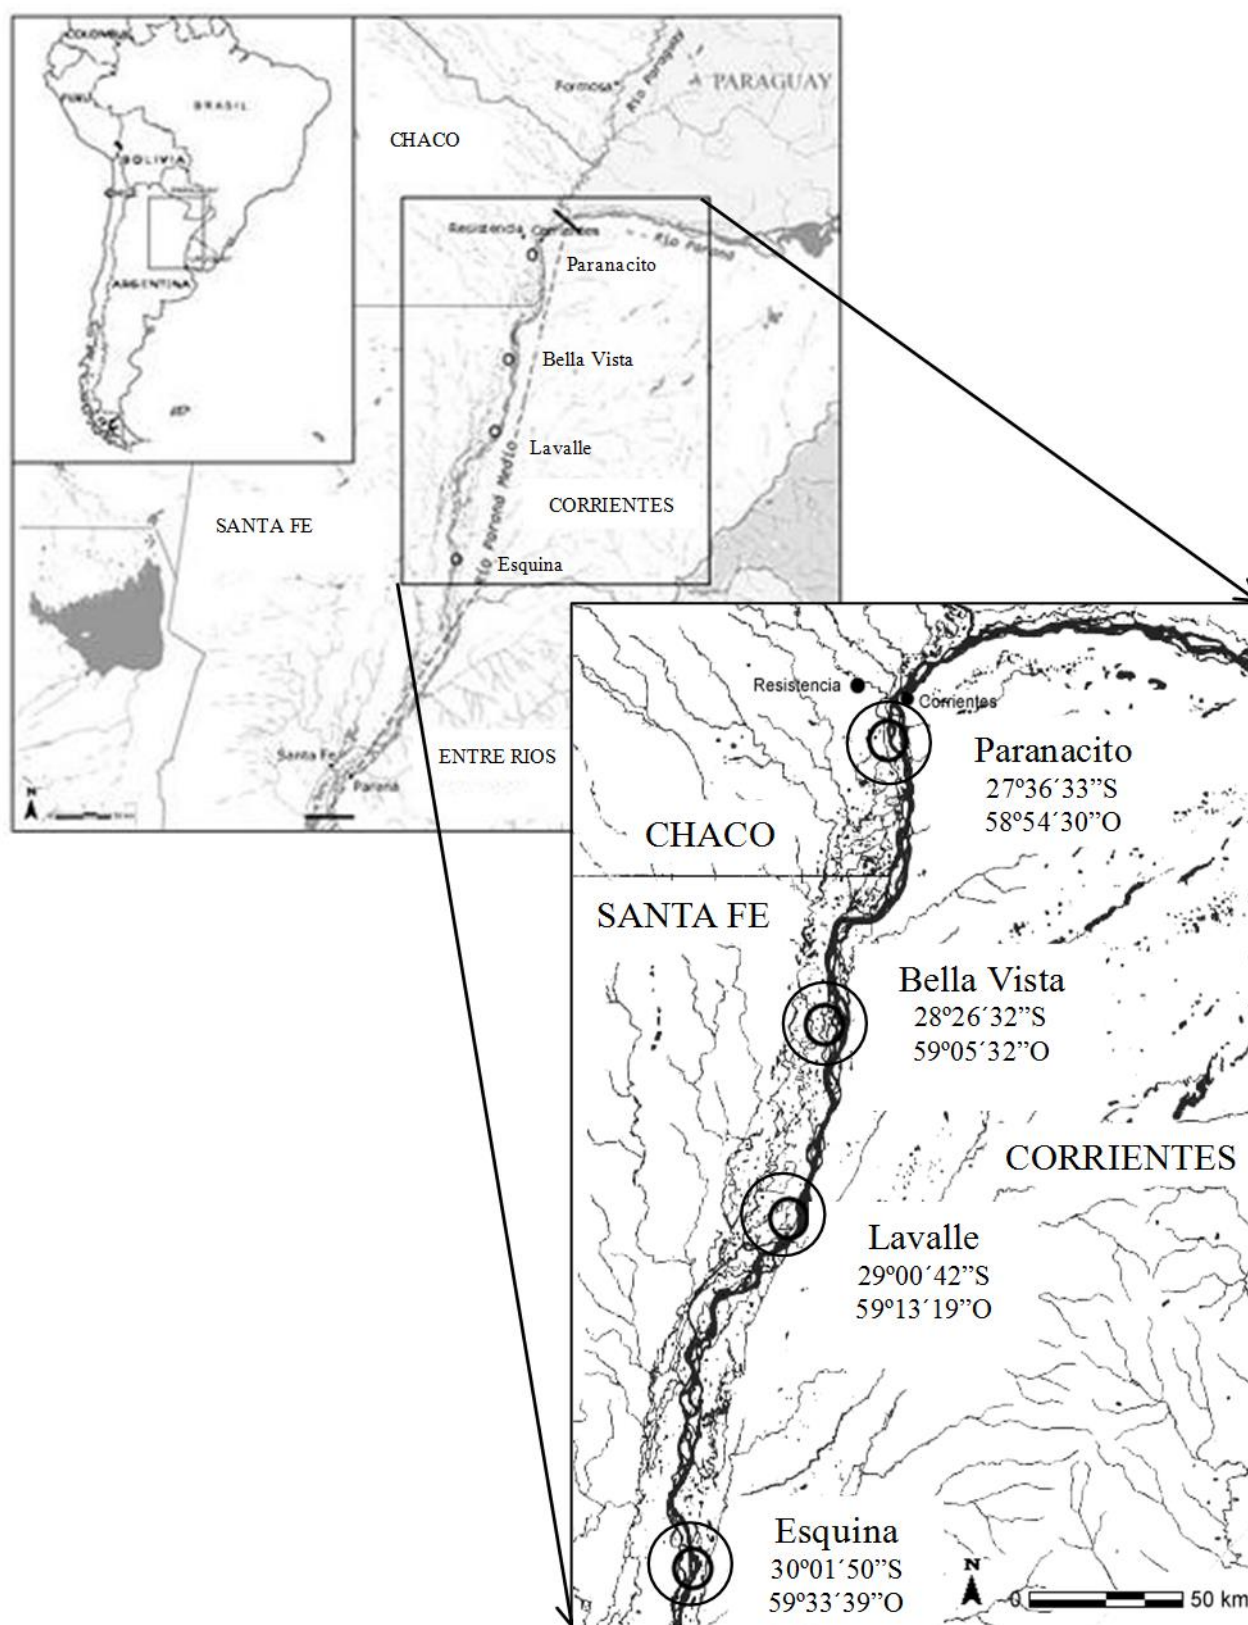 COLOMBIA
PERU
BRASIL
BOLIVIA
CHILE
ARGENTINA
Formosa
Río Paraguay
PARAGUAY
CHACO
Resistencia
Corrientes
Río Paraná
Paranacito
Bella Vista
Lavalle
Río Paraná Medio
CORRIENTES
SANTA FE
Esquina
Santa Fe
Paraná
ENTRE RIOS
N
Resistencia
Corrientes
Paranacito
27º36´33”S
58º54´30”O
CHACO
SANTA FE
Bella Vista
28º26´32”S
59º05´32”O
CORRIENTES
Lavalle
29º00´42”S
59º13´19”O
Esquina
30º01´50”S
59º33´39”O
N
0
50 km